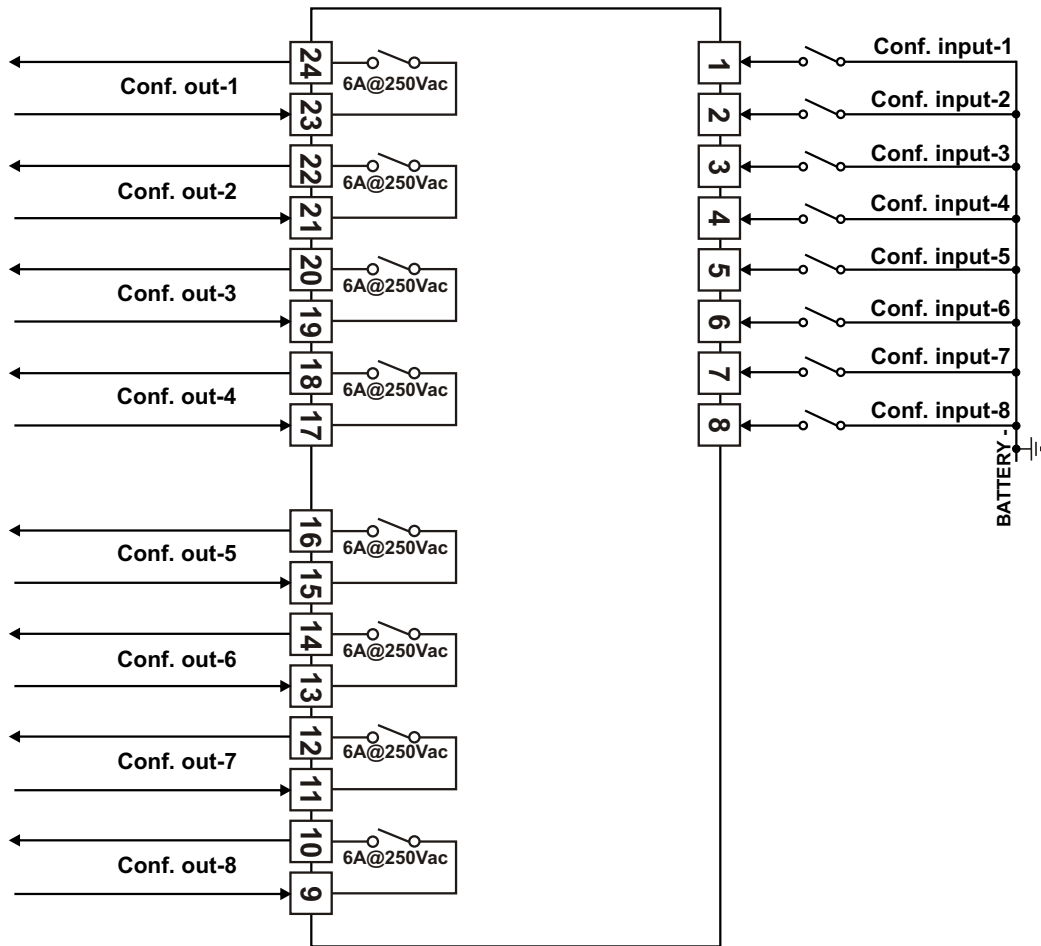 24
6A@250Vac
Conf. out-1
23
22
6A@250Vac
Conf. out-2
21
20
6A@250Vac
Conf. out-3
19
18
6A@250Vac
Conf. out-4
17
16
6A@250Vac
Conf. out-5
15
14
6A@250Vac
Conf. out-6
13
12
6A@250Vac
Conf. out-7
11
10
6A@250Vac
Conf. out-8
9
1
Conf. input-1
2
Conf. input-2
3
Conf. input-3
4
Conf. input-4
5
Conf. input-5
6
Conf. input-6
7
Conf. input-7
8
Conf. input-8
BATTERY -